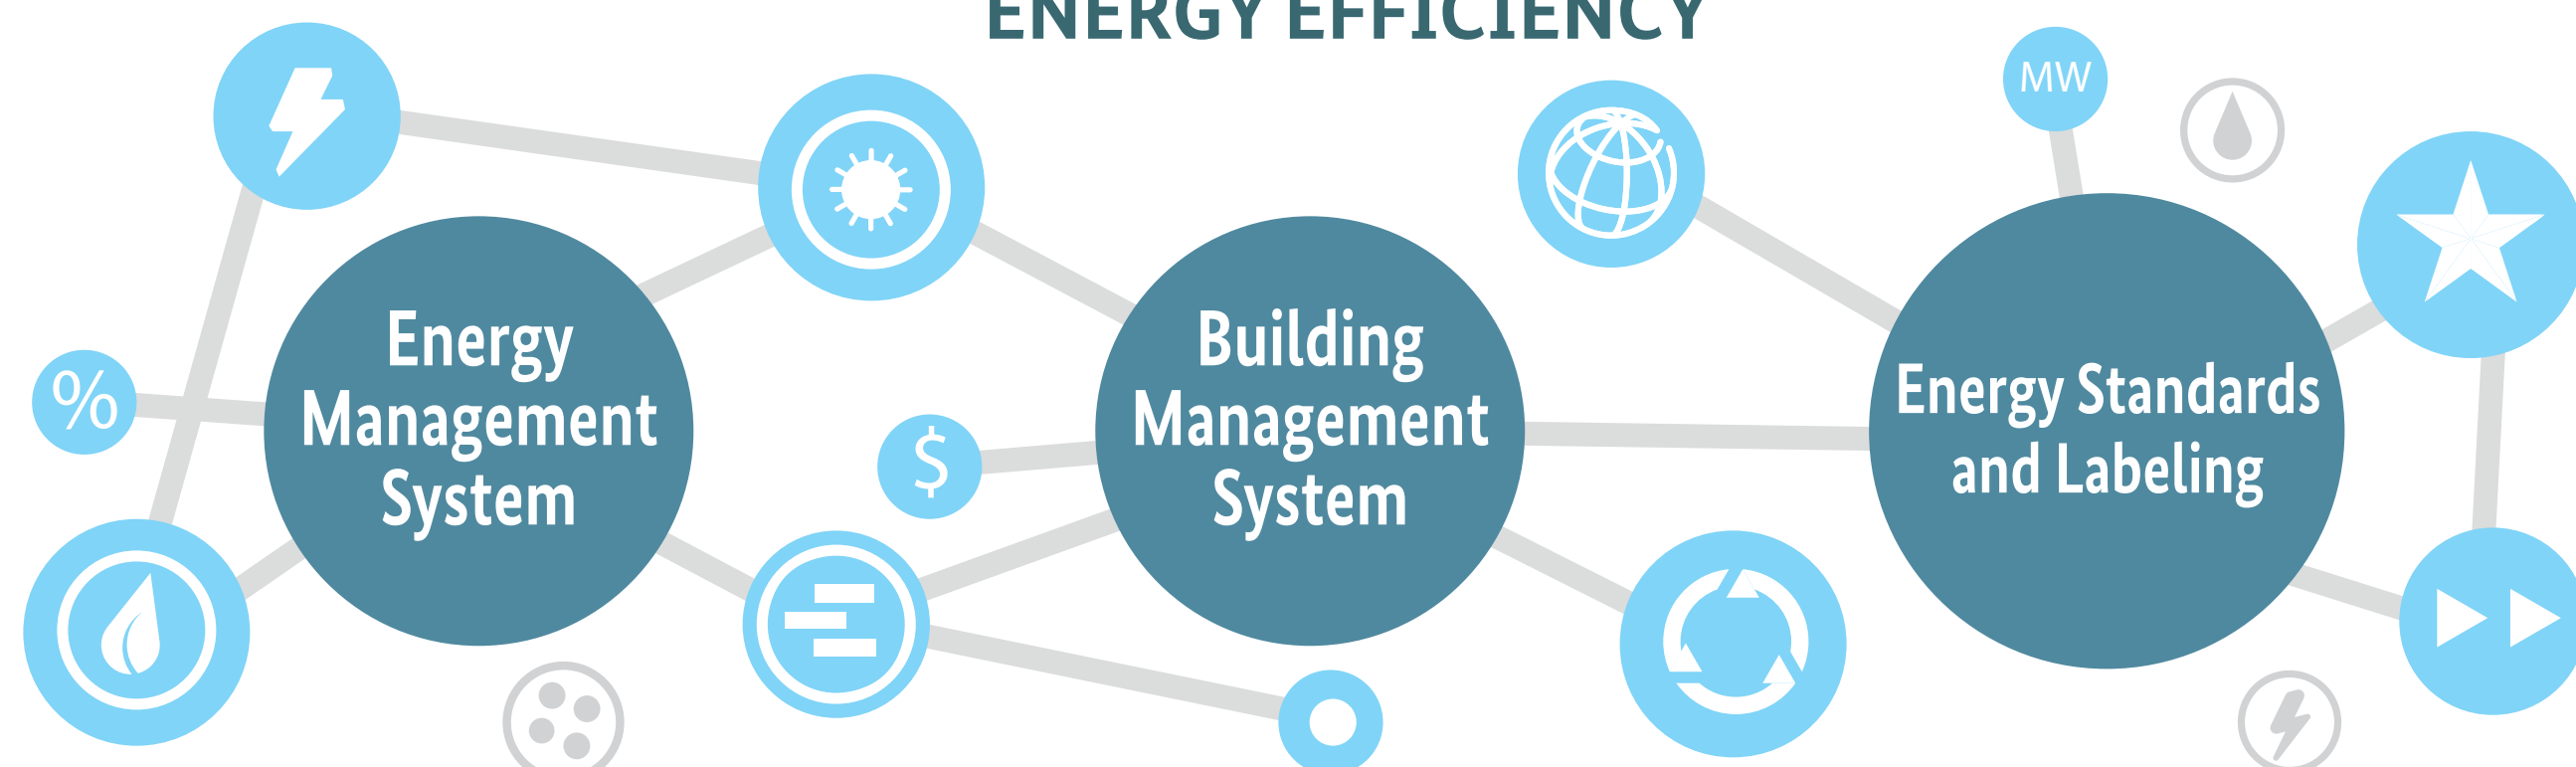 ENERGY EFFICIENCY
MW
%
Energy
Management
System
$
Building
Management
System
Energy Standards
and Labeling